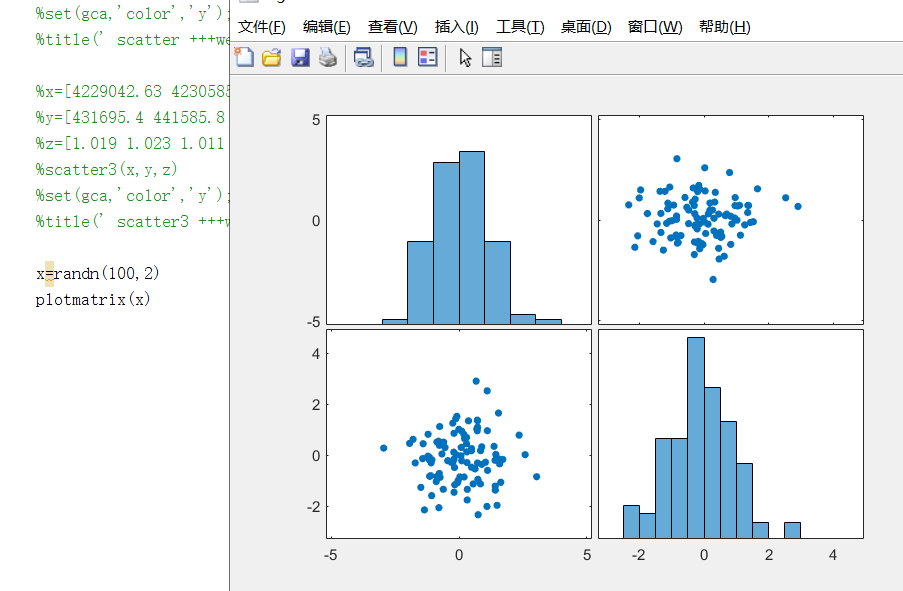 %set(gca,'color','y');
%title(' scatter +++we
%x=[4229042.63 4230585
%y=[431695.4 441585.8
%z=[1.019 1.023 1.011
%scatter3(x,y,z)
%set(gca,'color','y');
%title(' scatter3 +++w
x=randn(100,2)
plotmatrix(x)
文件(F) 编辑(E) 查看(V) 插入(I) 工具(T) 桌面(D) 窗口(W) 帮助(H)
5
0
-5
4
2
0
-2
-5 0 5
-2 0 2 4